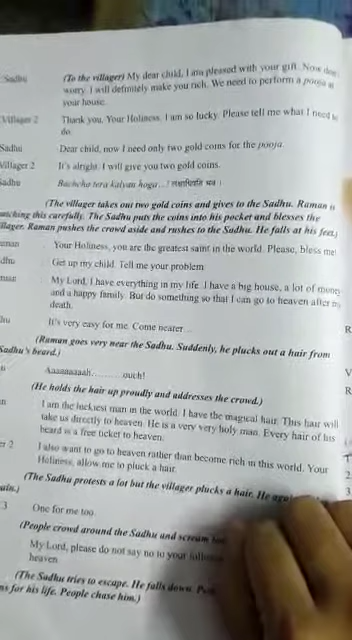 Sadhu (To the villager) My dear child, I am pleased with your gift. Now don't
worry. I will definitely make you rich. We need to perform a pooja at
your house.
Villager 2 Thank you, Your Holiness. I am so lucky. Please tell me what I need to
do.
Sadhu Dear child, now I need only two gold coins for the pooja.
Villager 2 It's alright. I will give you two gold coins.
Sadhu Bachcha tera kalyan hoga...!
(The villager takes out two gold coins and gives to the Sadhu. Raman is
watching this carefully. The Sadhu puts the coins into his pocket and blesses the
villager. Raman pushes the crowd aside and rushes to the Sadhu. He falls at his feet.)
man Your Holiness, you are the greatest saint in the world. Please, bless me!
dhu Get up my child. Tell me your problem
man My Lord, I have everything in my life. I have a big house, a lot of money
and a happy family. But do something so that I can go to heaven after my
death.
hu It's very easy for me. Come nearer...
(Raman goes very near the Sadhu. Suddenly, he plucks out a hair from
Sadhu's beard.)
Aaaaaaaah......... ouch!
(He holds the hair up proudly and addresses the crowd.)
n I am the luckiest man in the world. I have the magical hair. This hair will
take us directly to heaven. He is a very very holy man. Every hair of his
beard is a free ticket to heaven.
er 2 I also want to go to heaven rather than become rich in this world. Your
Holiness, allow me to pluck a hair.
(The Sadhu protests a lot but the villager plucks a hair. He
ain.)
3 One for me too.
(People crowd around the Sadhu and scream
My Lord, please do not say no to your
heaven
(The Sadhu tries to escape. He falls down.
ns for his life. People chase him.)
R
V
R
T
2
3